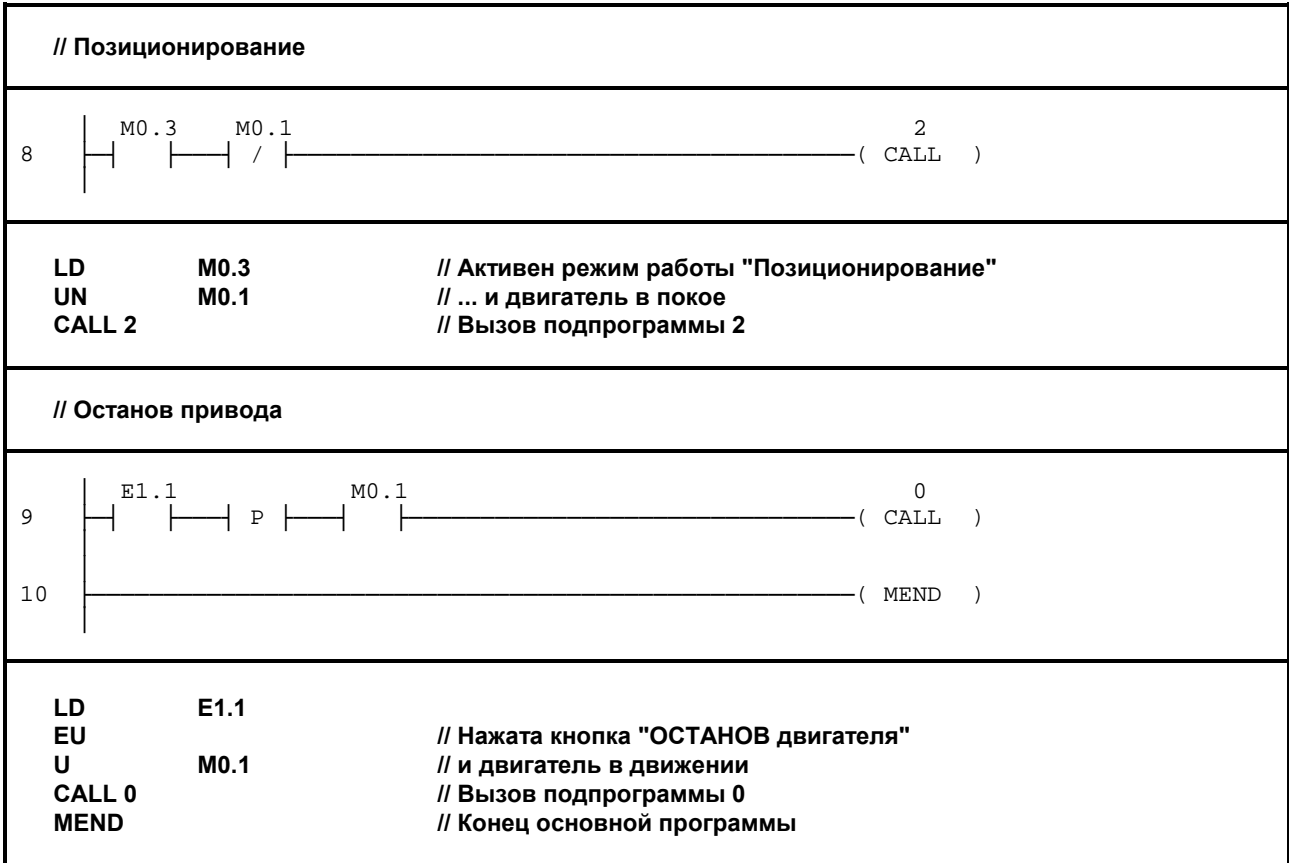 // Позиционирование
M0.3 M0.1 2
8 / ( CALL )
LD M0.3 // Активен режим работы "Позиционирование"
UN M0.1 // ... и двигатель в покое
CALL 2 // Вызов подпрограммы 2
// Останов привода
E1.1 M0.1 0
9 P ( CALL )
10 ( MEND )
LD E1.1
EU // Нажата кнопка "ОСТАНОВ двигателя"
U M0.1 // и двигатель в движении
CALL 0 // Вызов подпрограммы 0
MEND // Конец основной программы